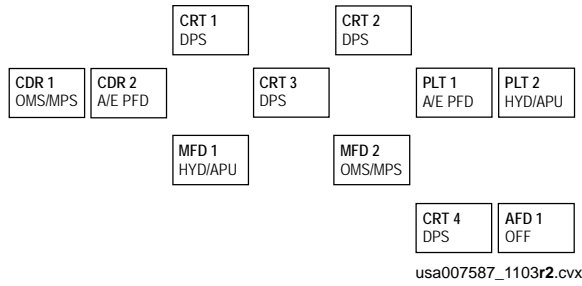 CRT 1
DPS
CRT 2
DPS
CDR 1
OMS/MPS
CDR 2
A/E PFD
CRT 3
DPS
PLT 1
A/E PFD
PLT 2
HYD/APU
MFD 1
HYD/APU
MFD 2
OMS/MPS
CRT 4
DPS
AFD 1
OFF
usa007587_1103r2.cvx